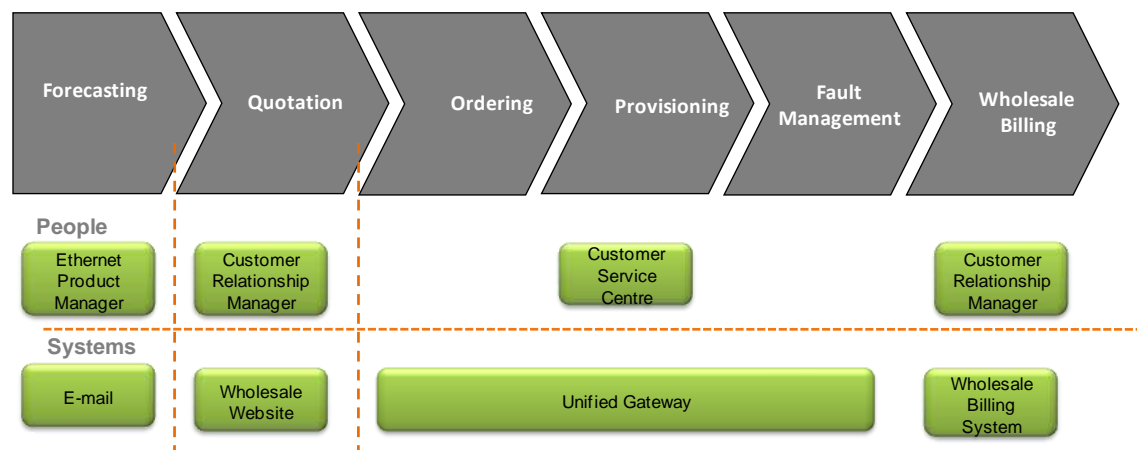 Forecasting
Quotation
Ordering
Provisioning
Fault
Management
Wholesale
Billing
People
Ethernet
Product
Manager
Customer
Relationship
Manager
Customer
Service
Centre
Customer
Relationship
Manager
Systems
E-mail
Wholesale
Website
Unified Gateway
Wholesale
Billing
System